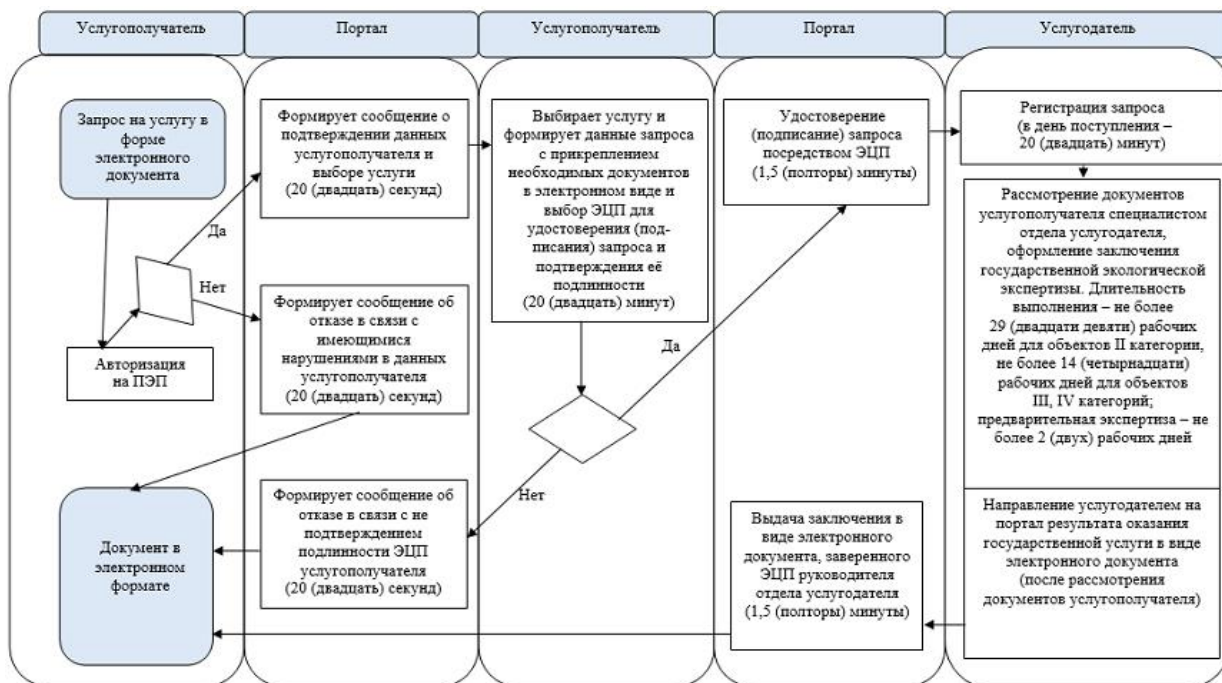 Услугополучатель
Портал
Услугополучатель
Портал
Услугодатель
Запрос на услугу в
форме
электронного
документа
Да
Нет
Авторизация
на ПЭП
Документ в
электронном
формате
Формирует сообщение о
подтверждении данных
услугополучателя и
выборе услуги
(20 (двадцать) секунд)
Формирует сообщение об
отказе в связи с
имеющимися
нарушениями в данных
услугополучателя
(20 (двадцать) секунд)
Формирует сообщение об
отказе в связи с не
подтверждением
подлинности ЭЦП
услугополучателя
(20 (двадцать) секунд)
Выбирает услугу и
формирует данные запроса
с прикреплением
необходимых документов
в электронном виде и
выбор ЭЦП для
удостоверения (под-
писания) запроса и
подтверждения её
подлинности
(20 (двадцать) минут)
Да
Нет
Удостоверение
(подписание) запроса
посредством ЭЦП
(1,5 (полторы) минуты)
Выдача заключения в
виде электронного
документа, заверенного
ЭЦП руководителя
отдела услугодателя
(1,5 (полторы) минуты)
Регистрация запроса
(в день поступления –
20 (двадцать) минут)
Рассмотрение документов
услугополучателя специалистом
отдела услугодателя,
оформление заключения
государственной экологической
экспертизы. Длительность
выполнения – не более
29 (двадцати девяти) рабочих
дней для объектов II категории,
не более 14 (четырнадцати)
рабочих дней для объектов
III, IV категорий;
предварительная экспертиза – не
более 2 (двух) рабочих дней
Направление услугодателем на
портал результата оказания
государственной услуги в виде
электронного документа
(после рассмотрения
документов услугополучателя)